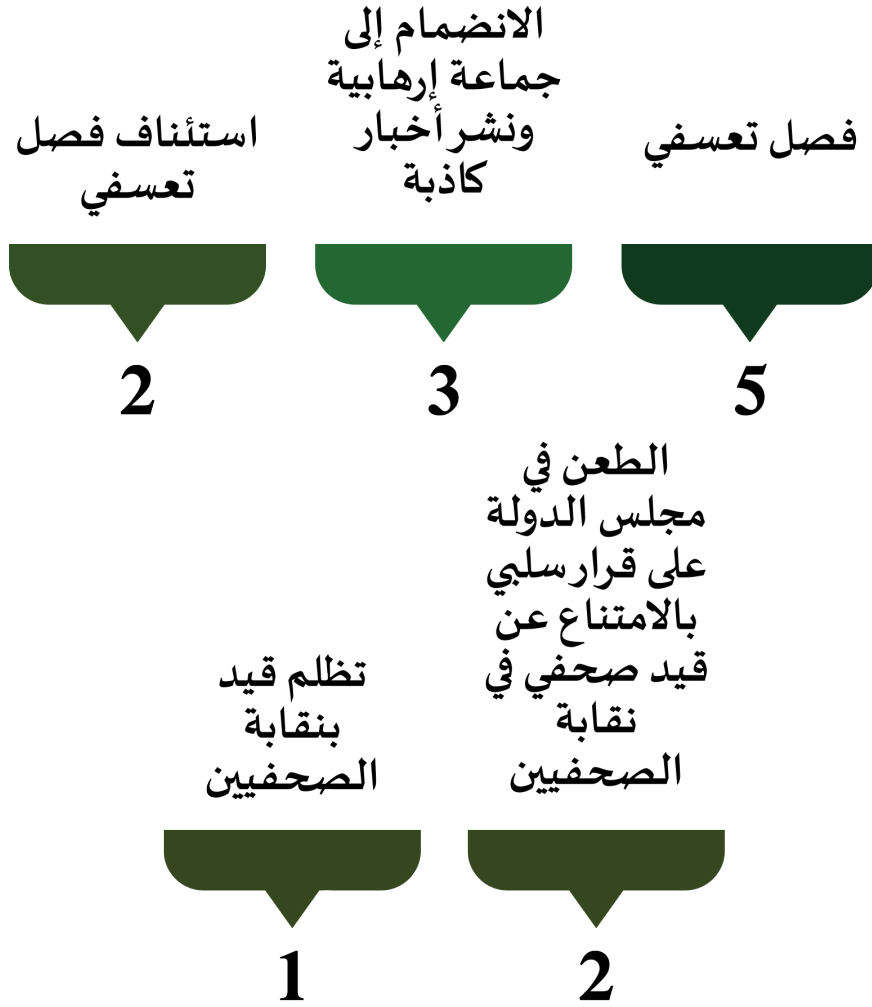 فصل تعسفي
5
الانضمام إلى
جماعة إرهابية
ونشر أخبار
كاذبة
3
استئناف فصل
تعسفي
2
الطعن في
مجلس الدولة
على قرار سلبي
بالامتناع عن
قيد صحفي في
نقابة
الصحفيين
2
تظلم قيد
بنقابة
الصحفيين
1